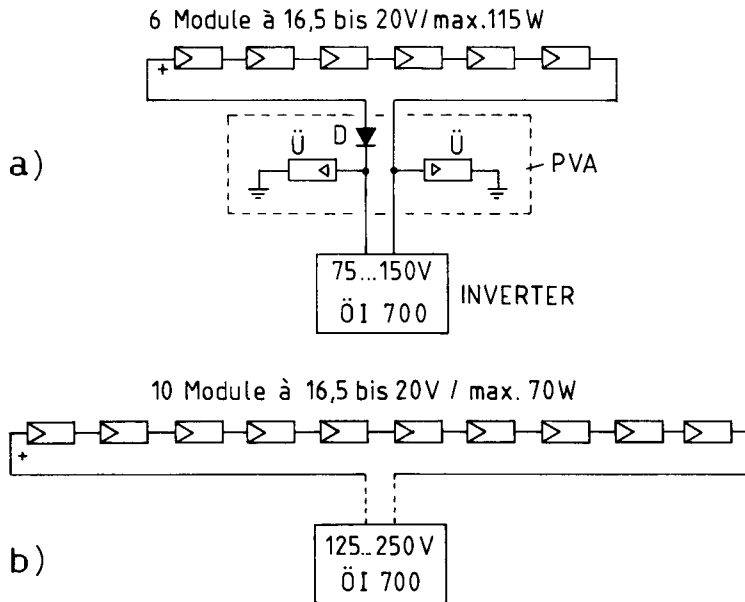 6 Module à 16,5 bis 20V/max.115W
+
a)
Ü D Ü
PVA
75...150V
ÖI 700
INVERTER
10 Module à 16,5 bis 20V / max. 70W
+
b)
125...250V
ÖI 700